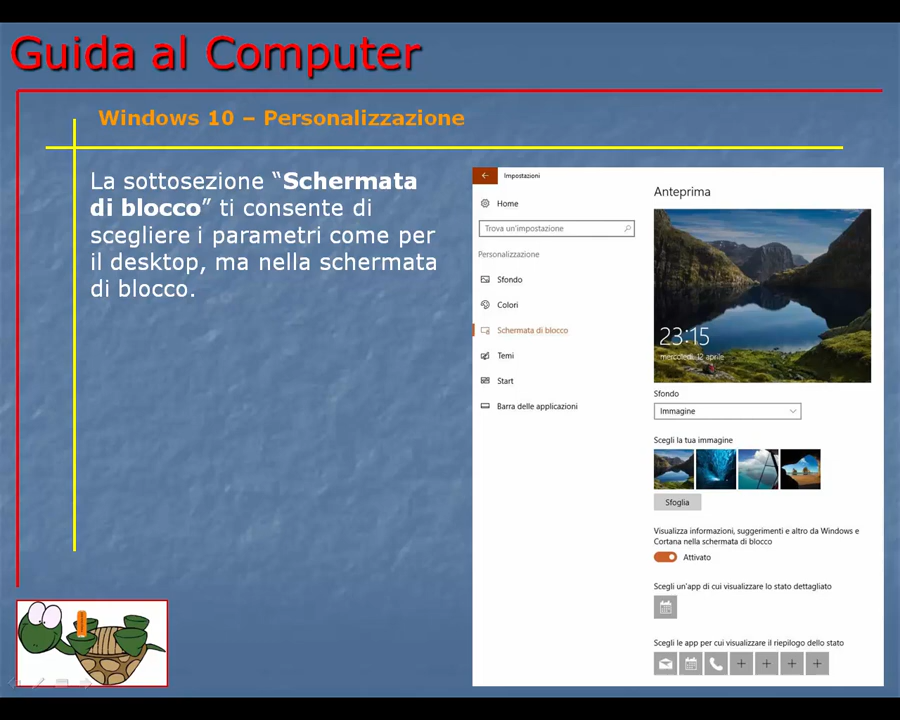 Guida al Computer
Windows 10 – Personalizzazione
La sottosezione “Schermata
di blocco” ti consente di
scegliere i parametri come per
il desktop, ma nella schermata
di blocco.
Impostazioni
Home
Trova un'impostazione
Personalizzazione
Sfondo
Colori
Schermata di blocco
Temi
Start
Barra delle applicazioni
Anteprima
23:15
mercoledì 12 aprile
Sfondo
Immagine
Scegli la tua immagine
Sfoglia
Visualizza informazioni, suggerimenti e altro da Windows e
Cortana nella schermata di blocco
Attivato
Scegli un'app di cui visualizzare lo stato dettagliato
Scegli le app per cui visualizzare il riepilogo dello stato